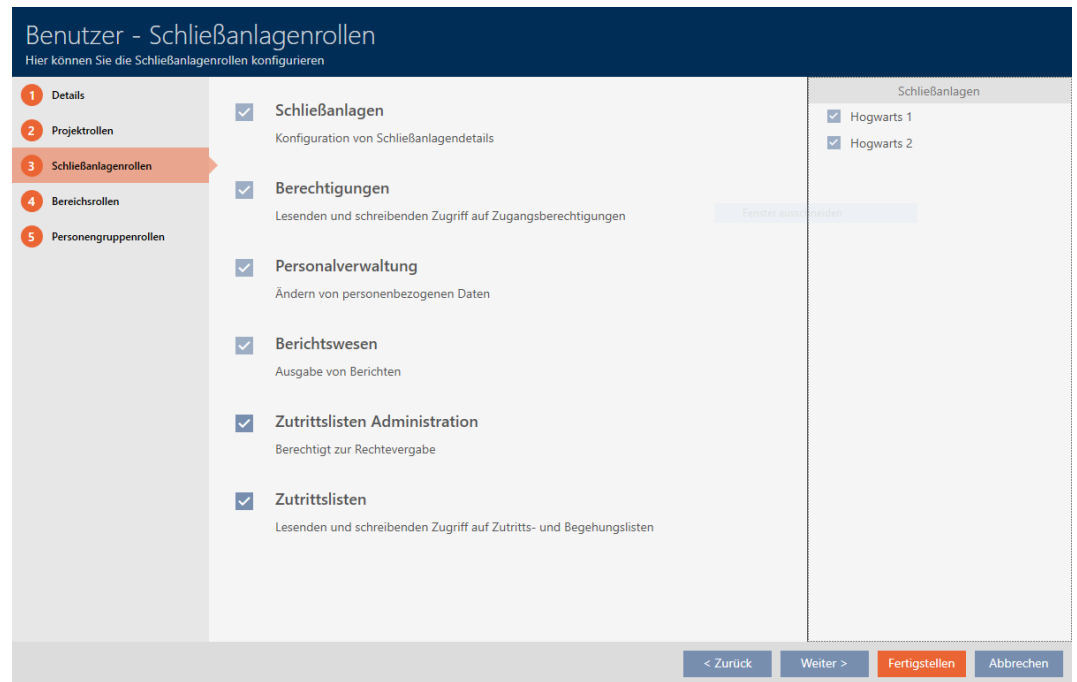 Benutzer - Schließanlagenrollen
Hier können Sie die Schließanlagenrollen konfigurieren
1 Details
2 Projektrollen
3 Schließanlagenrollen
4 Bereichsrollen
5 Personengruppenrollen
Schließanlagen
Konfiguration von Schließanlagendetails
Berechtigungen
Lesenden und schreibenden Zugriff auf Zugangsberechtigungen
Personalverwaltung
Ändern von personenbezogenen Daten
Berichtswesen
Ausgabe von Berichten
Zutrittslisten Administration
Berechtigt zur Rechtevergabe
Zutrittslisten
Lesenden und schreibenden Zugriff auf Zutritts- und Begehungslisten
Fenster ausschneiden
Schließanlagen
Hogwarts 1
Hogwarts 2
< Zurück
Weiter >
Fertigstellen
Abbrechen